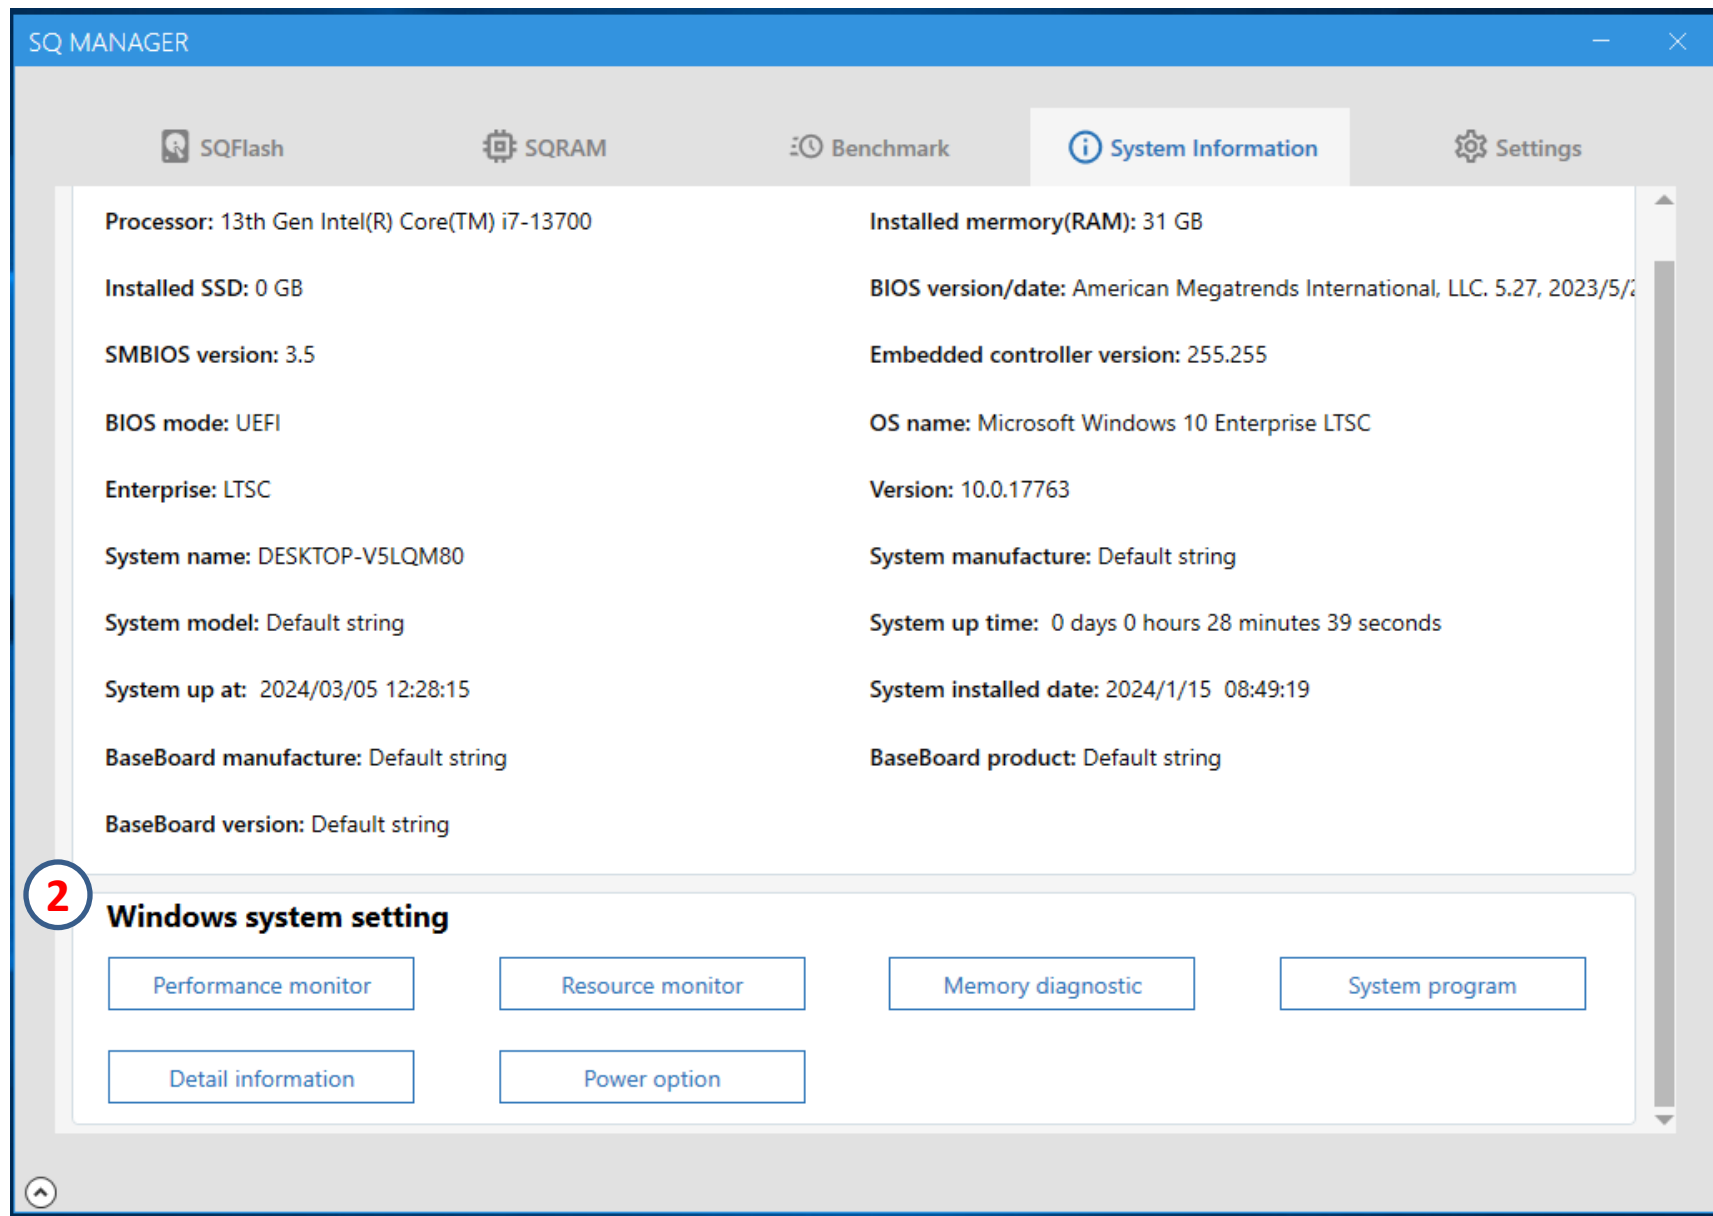 SQ MANAGER
SQFlash SQRAM Benchmark System Information Settings
Processor: 13th Gen Intel(R) Core(TM) i7-13700 Installed mermory(RAM): 31 GB
Installed SSD: 0 GB BIOS version/date: American Megatrends International, LLC. 5.27, 2023/5/2
SMBIOS version: 3.5 Embedded controller version: 255.255
BIOS mode: UEFI OS name: Microsoft Windows 10 Enterprise LTSC
Enterprise: LTSC Version: 10.0.17763
System name: DESKTOP-V5LQM80 System manufacture: Default string
System model: Default string System up time: 0 days 0 hours 28 minutes 39 seconds
System up at: 2024/03/05 12:28:15 System installed date: 2024/1/15 08:49:19
BaseBoard manufacture: Default string BaseBoard product: Default string
BaseBoard version: Default string
2
Windows system setting
Performance monitor Resource monitor Memory diagnostic System program
Detail information Power option